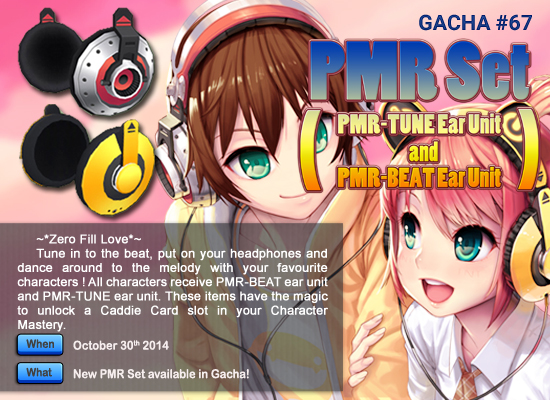 GACHA #67
PMR Set
( PMR-TUNE Ear Unit
and
PMR-BEAT Ear Unit )
~*Zero Fill Love*~
Tune in to the beat, put on your headphones and
dance around to the melody with your favourite
characters ! All characters receive PMR-BEAT ear unit
and PMR-TUNE ear unit. These items have the magic
to unlock a Caddie Card slot in your Character
Mastery.
When October 30th 2014
What New PMR Set available in Gacha!